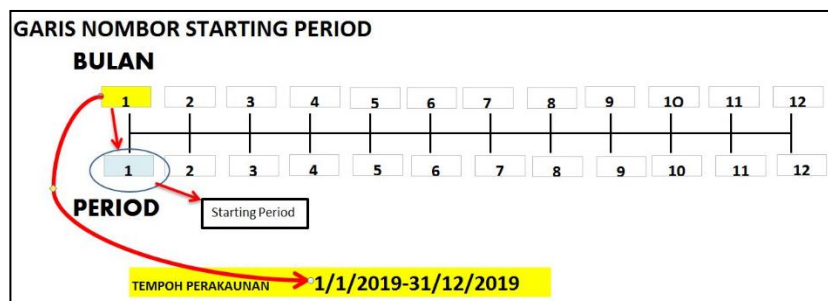 GARIS NOMBOR STARTING PERIOD
BULAN
1 2 3 4 5 6 7 8 9 1O 11 12
1 2 3 4 5 6 7 8 9 10 11 12
PERIOD
Starting Period
TEMPOH PERAKAUNAN 1/1/2019-31/12/2019